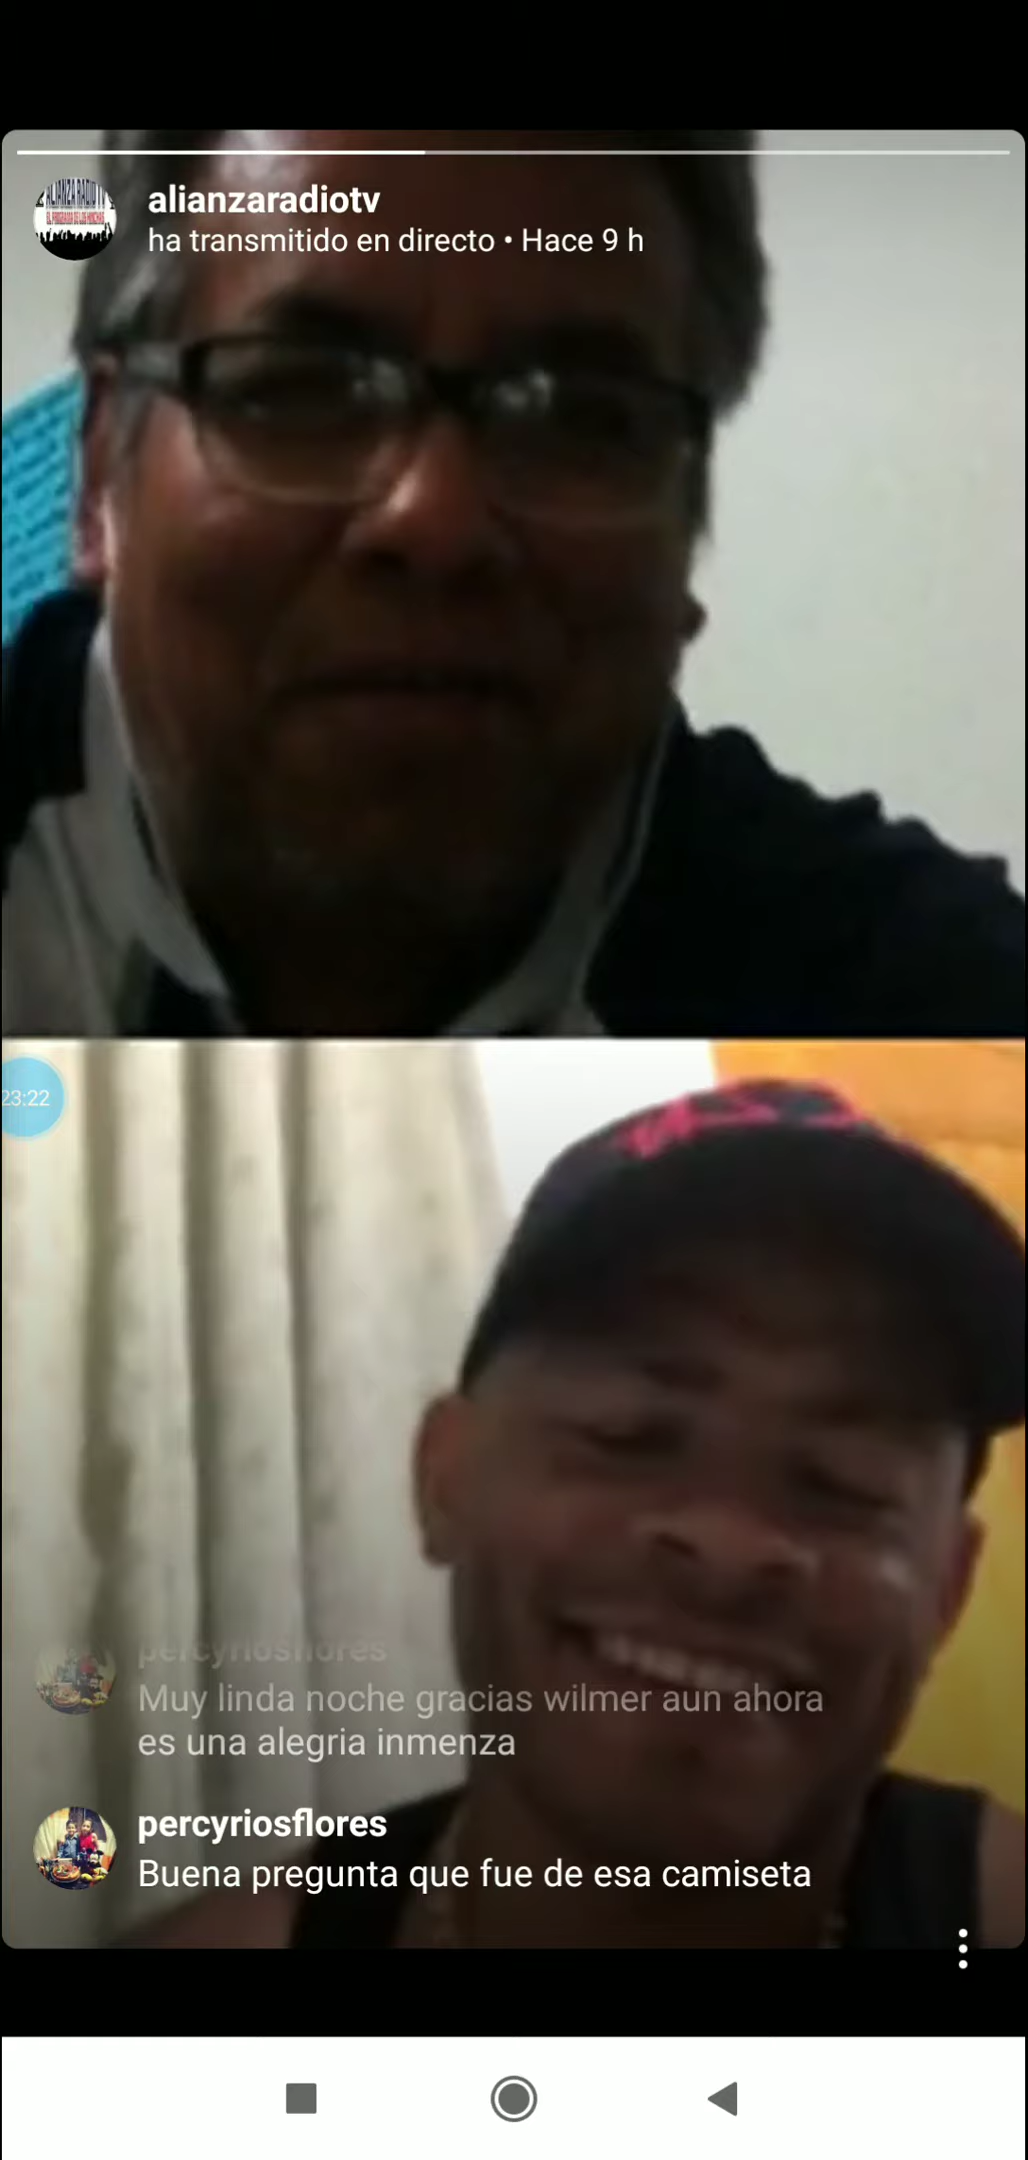 alianzaradiotv
ha transmitido en directo • Hace 9 h
23:22
percyriosflores
Muy linda noche gracias wilmer aun ahora
es una alegria inmenza
percyriosflores
Buena pregunta que fue de esa camiseta